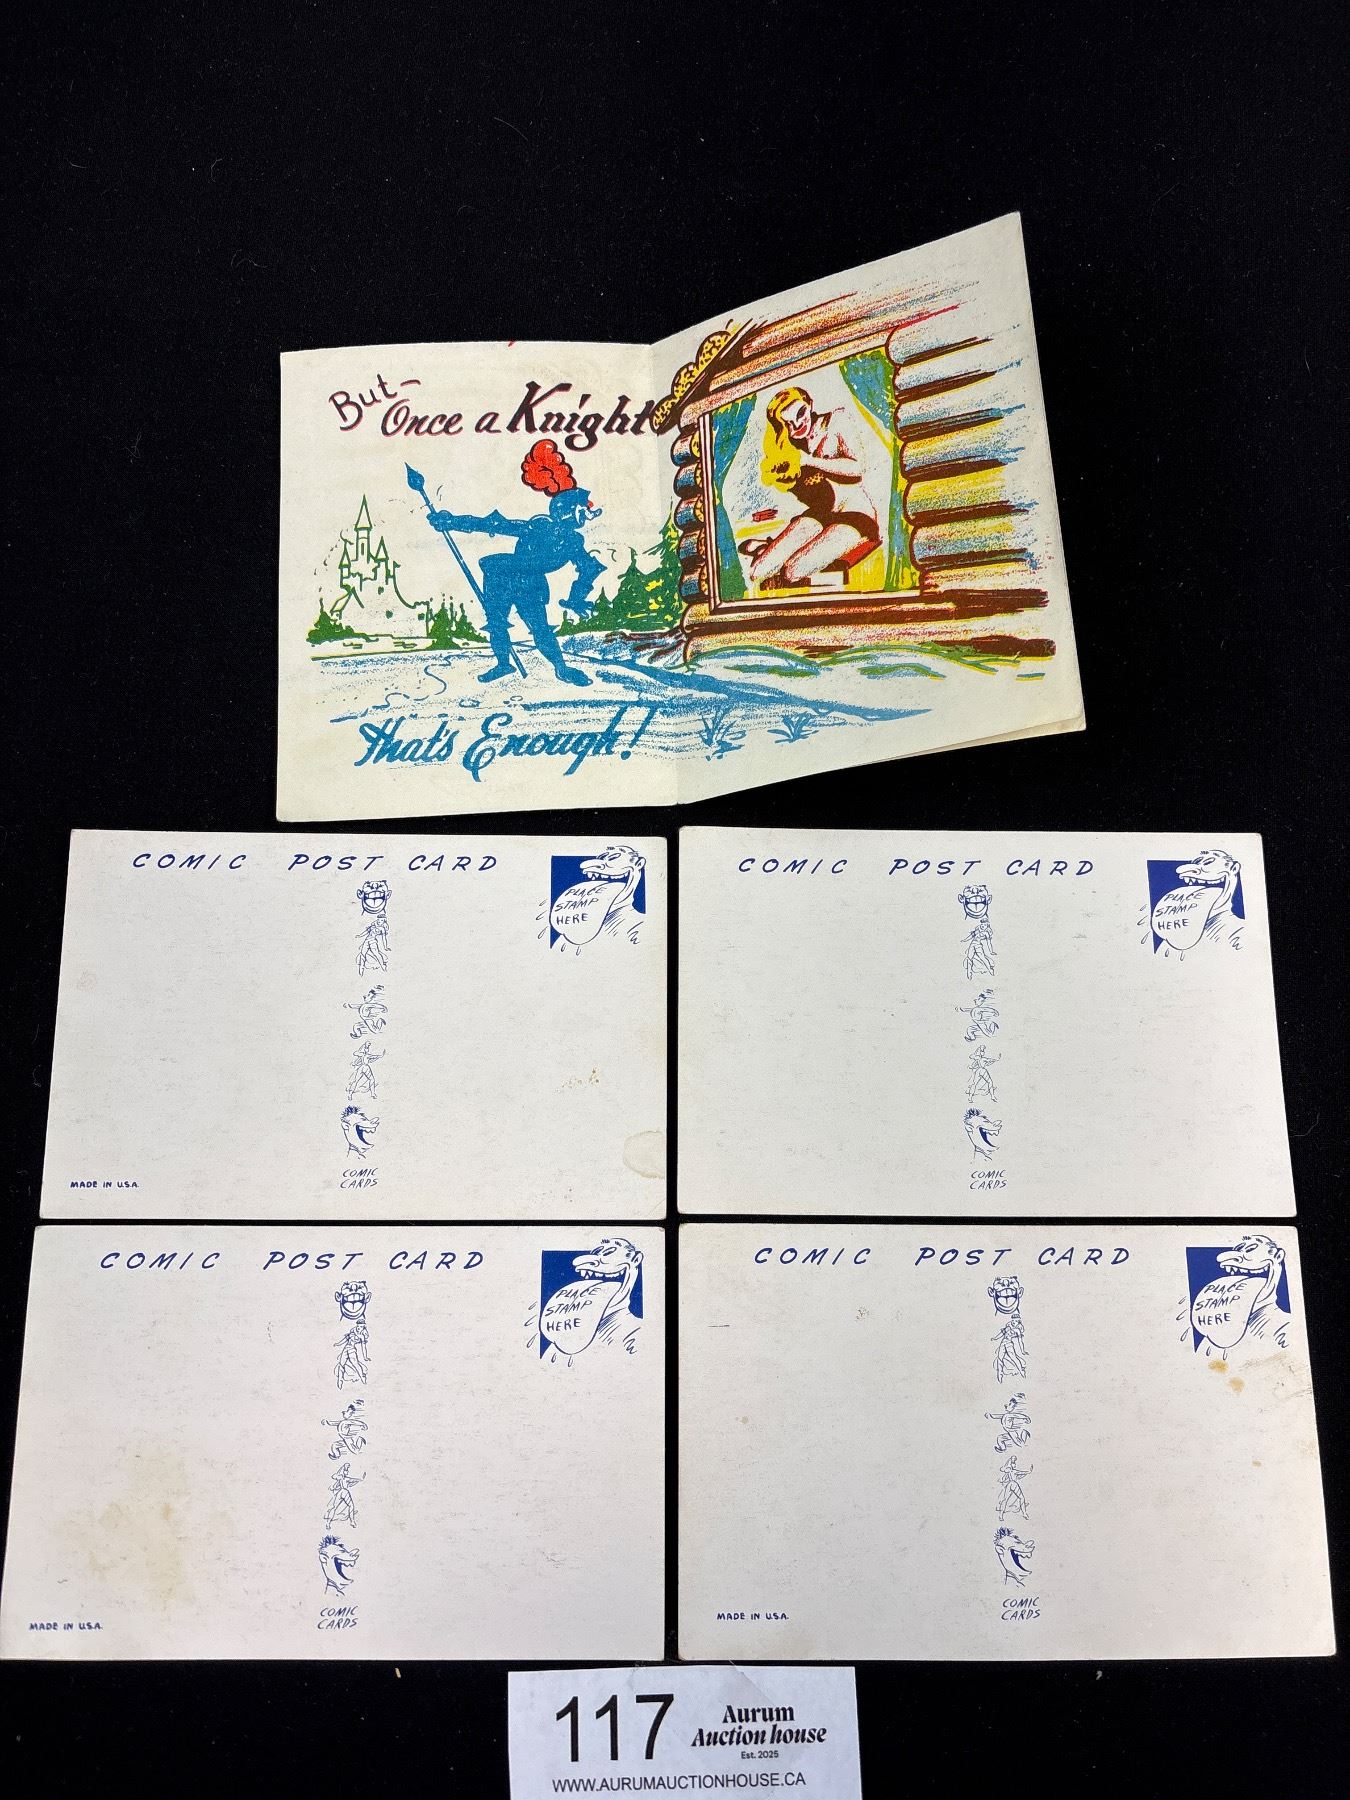 But-
Once a Knight
That's Enough!
COMIC POST CARD
PLACE
STAMP
HERE
COMIC
CARDS
MADE IN U.S.A.
COMIC POST CARD
PLACE
STAMP
HERE
COMIC
CARDS
COMIC POST CARD
PLACE
STAMP
HERE
COMIC
CARDS
MADE IN U.S.A.
COMIC POST CARD
PLACE
STAMP
HERE
COMIC
CARDS
MADE IN U.S.A.
117
Aurum
Auction house
Est. 2025
WWW.AURUMAUCTIONHOUSE.CA